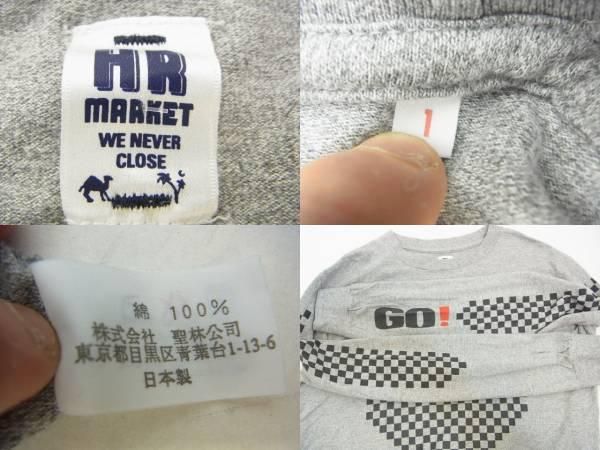 HR
MARKET
WE NEVER
CLOSE
1
綿 100%
株式会社 聖林公司
東京都目黒区青葉台1-13-6
日本製
GO!